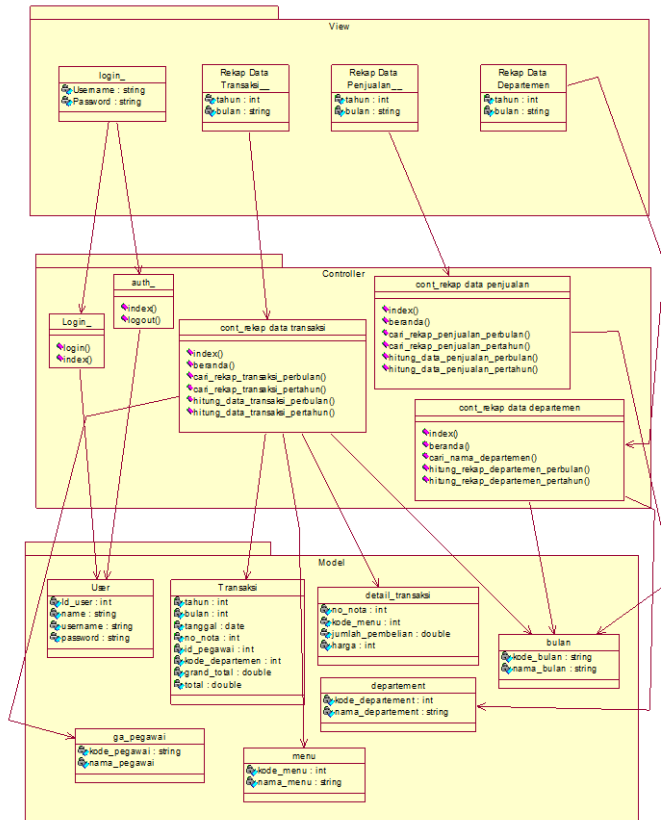 View
login_
Username : string
Password : string
Rekap Data
Transaksi__
tahun : int
bulan : string
Rekap Data
Penjualan__
tahun : int
bulan : string
Rekap Data
Departemen
tahun : int
bulan : string
Controller
auth_
index()
logout()
Login_
login()
index()
cont_rekap data transaksi
index()
beranda()
cari_rekap_transaksi_perbulan()
cari_rekap_transaksi_pertahun()
hitung_data_transaksi_perbulan()
hitung_data_transaksi_pertahun()
cont_rekap data penjualan
index()
beranda()
cari_rekap_penjualan_perbulan()
cari_rekap_penjualan_pertahun()
hitung_data_penjualan_perbulan()
hitung_data_penjualan_pertahun()
cont_rekap data departemen
index()
beranda()
cari_nama_departemen()
hitung_rekap_departemen_perbulan()
hitung_rekap_departemen_pertahun()
Model
User
Id_user : int
name : string
username : string
password : string
Transaksi
tahun : int
bulan : int
tanggal : date
no_nota : int
id_pegawai : int
kode_departemen : int
grand_total : double
total : double
detail_transaksi
no_nota : int
kode_menu : int
jumlah_pembelian : double
harga : int
bulan
kode_bulan : string
nama_bulan : string
departement
kode_departement : int
nama_departement : string
ga_pegawai
kode_pegawai : string
nama_pegawai
menu
kode_menu : int
nama_menu : string